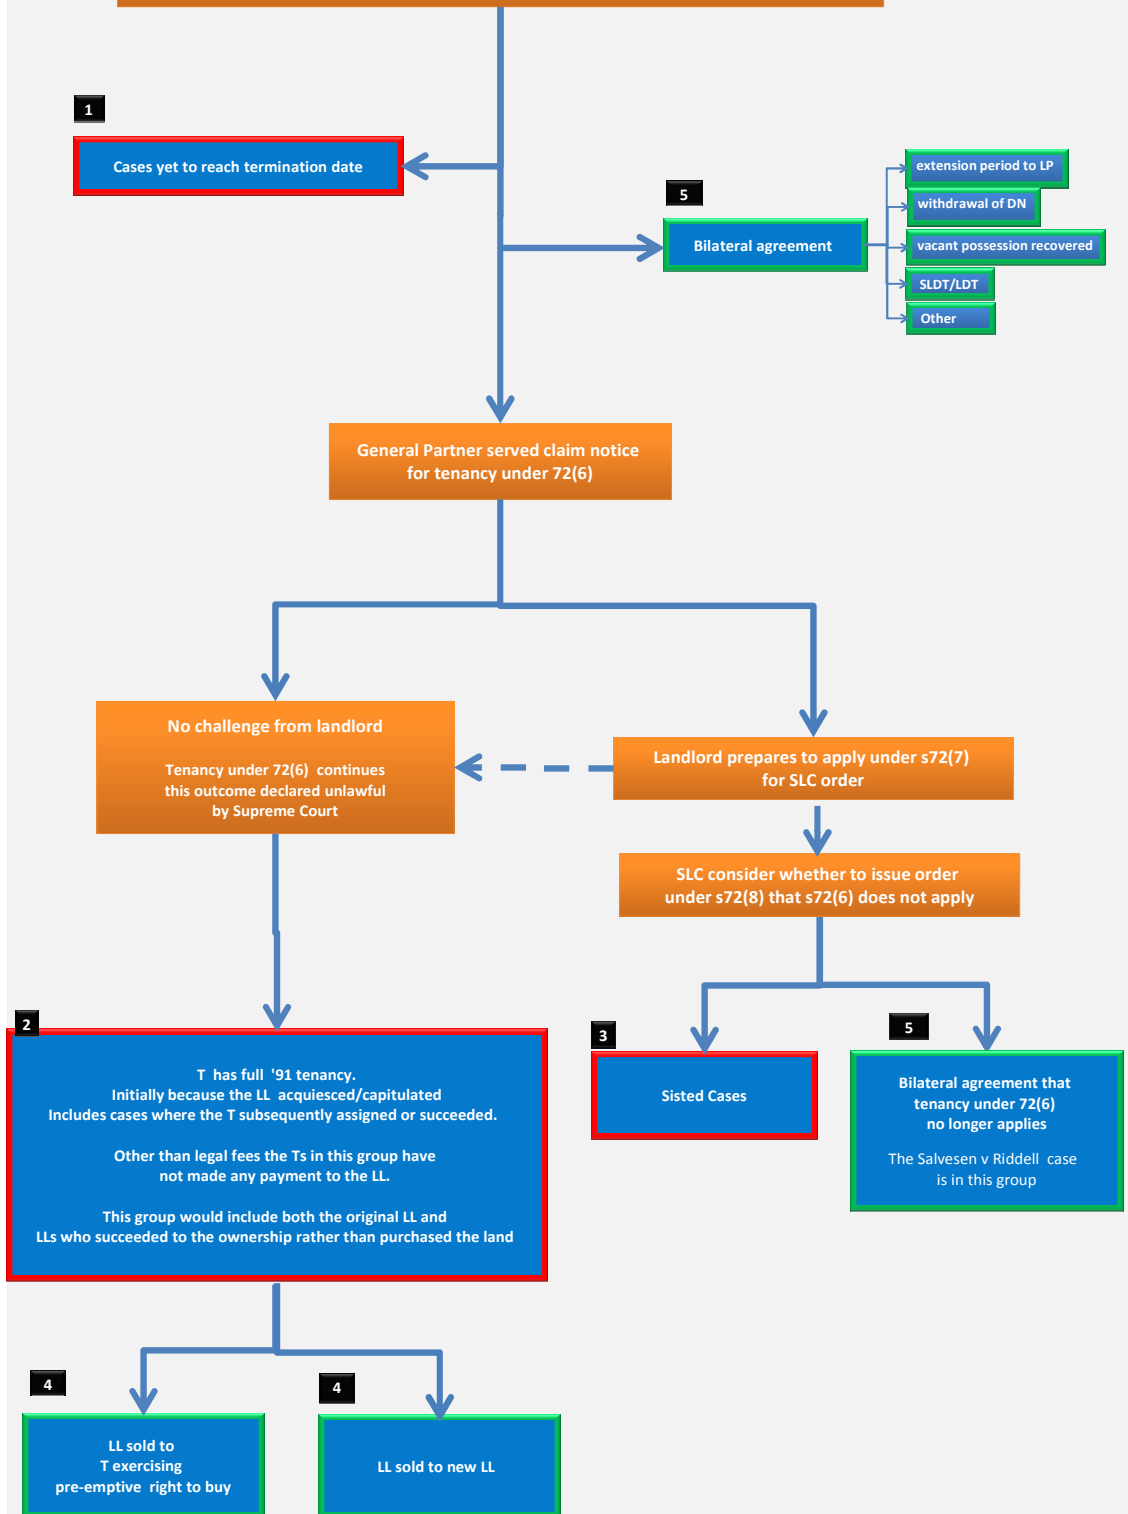 1
Cases yet to reach termination date
5
Bilateral agreement
extension period to LP
withdrawal of DN
vacant possession recovered
SLDT/LDT
Other
General Partner served claim notice
for tenancy under 72(6)
No challenge from landlord
Tenancy under 72(6) continues
this outcome declared unlawful
by Supreme Court
Landlord prepares to apply under s72(7)
for SLC order
SLC consider whether to issue order
under s72(8) that s72(6) does not apply
2
T has full '91 tenancy.
Initially because the LL acquiesced/capitulated
Includes cases where the T subsequently assigned or succeeded.
Other than legal fees the Ts in this group have
not made any payment to the LL.
This group would include both the original LL and
LLs who succeeded to the ownership rather than purchased the land
3
Sisted Cases
5
Bilateral agreement that
tenancy under 72(6)
no longer applies
The Salvesen v Riddell case
is in this group
4
LL sold to
T exercising
pre-emptive right to buy
4
LL sold to new LL